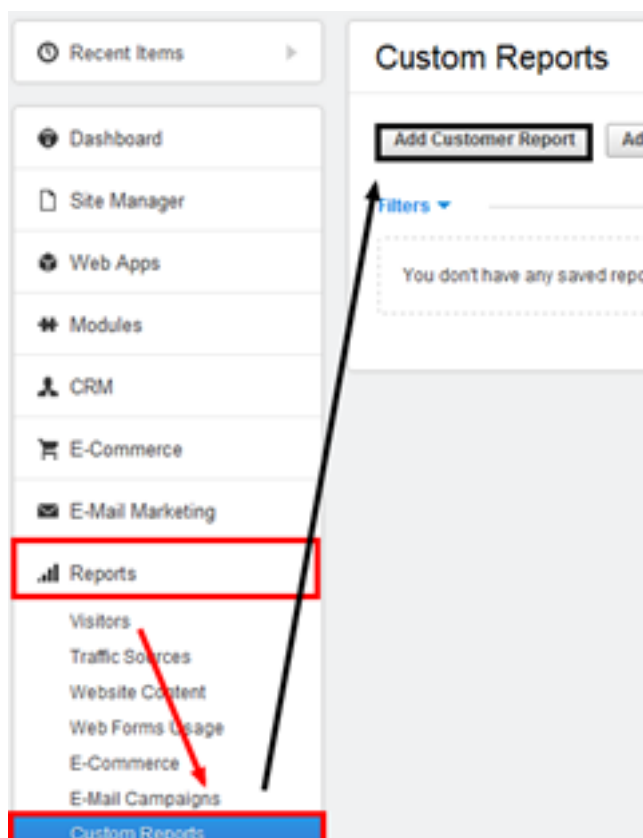 Recent Items
Dashboard
Site Manager
Web Apps
Modules
CRM
E-Commerce
E-Mail Marketing
Reports
Visitors
Traffic Sources
Website Content
Web Forms Usage
E-Commerce
E-Mail Campaigns
Custom Reports
Custom Reports
Add Customer Report Ad
Filters
You don't have any saved repo